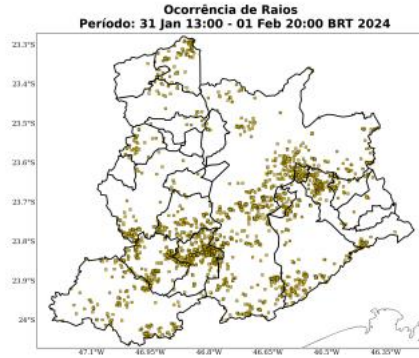 Ocorrência de Raios
Período: 31 Jan 13:00 - 01 Feb 20:00 BRT 2024
23.3°S
23.4°S
23.5°S
23.6°S
23.7°S
23.8°S
23.9°S
24°S
47.1°W
46.95°W
46.8°W
46.65°W
46.5°W
46.35°W